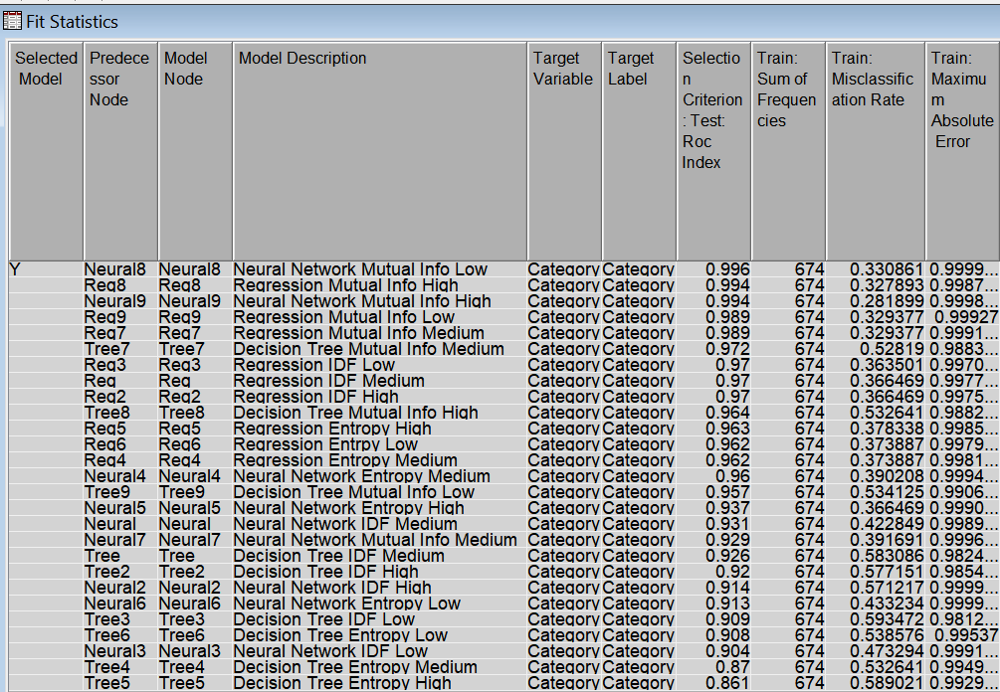 Fit Statistics
Selected Model Predece ssor Node Model Node Model Description Target Variable Target Label Selectio n Criterion : Test: Roc Index Train: Sum of Frequen cies Train: Misclassific ation Rate Train: Maximu m Absolute Error
Y Neural8 Neural8 Neural Network Mutual Info Low Category Category 0.996 674 0.330861 0.9999...
Reg8 Reg8 Regression Mutual Info High Category Category 0.994 674 0.327893 0.9987...
Neural9 Neural9 Neural Network Mutual Info High Category Category 0.994 674 0.281899 0.9998...
Reg9 Reg9 Regression Mutual Info Low Category Category 0.989 674 0.329377 0.99927
Reg7 Reg7 Regression Mutual Info Medium Category Category 0.989 674 0.329377 0.9991...
Tree7 Tree7 Decision Tree Mutual Info Medium Category Category 0.972 674 0.52819 0.9883...
Reg3 Reg3 Regression IDF Low Category Category 0.97 674 0.363501 0.9970...
Reg Reg Regression IDF Medium Category Category 0.97 674 0.366469 0.9977...
Reg2 Reg2 Regression IDF High Category Category 0.97 674 0.366469 0.9975...
Tree8 Tree8 Decision Tree Mutual Info High Category Category 0.964 674 0.532641 0.9882...
Reg5 Reg5 Regression Entropy High Category Category 0.963 674 0.378338 0.9985...
Reg6 Reg6 Regression Entrpy Low Category Category 0.962 674 0.373887 0.9979...
Reg4 Reg4 Regression Entropy Medium Category Category 0.962 674 0.373887 0.9981...
Neural4 Neural4 Neural Network Entropy Medium Category Category 0.96 674 0.390208 0.9994...
Tree9 Tree9 Decision Tree Mutual Info Low Category Category 0.957 674 0.534125 0.9906...
Neural5 Neural5 Neural Network Entropy High Category Category 0.937 674 0.366469 0.9990...
Neural Neural Neural Network IDF Medium Category Category 0.931 674 0.422849 0.9989...
Neural7 Neural7 Neural Network Mutual Info Medium Category Category 0.929 674 0.391691 0.9996...
Tree Tree Decision Tree IDF Medium Category Category 0.926 674 0.583086 0.9824...
Tree2 Tree2 Decision Tree IDF High Category Category 0.92 674 0.577151 0.9854...
Neural2 Neural2 Neural Network IDF High Category Category 0.914 674 0.571217 0.9999...
Neural6 Neural6 Neural Network Entropy Low Category Category 0.913 674 0.433234 0.9999...
Tree3 Tree3 Decision Tree IDF Low Category Category 0.909 674 0.593472 0.9812...
Tree6 Tree6 Decision Tree Entropy Low Category Category 0.908 674 0.538576 0.99537
Neural3 Neural3 Neural Network IDF Low Category Category 0.904 674 0.473294 0.9991...
Tree4 Tree4 Decision Tree Entropy Medium Category Category 0.87 674 0.532641 0.9949...
Tree5 Tree5 Decision Tree Entropy High Category Category 0.861 674 0.589021 0.9929...